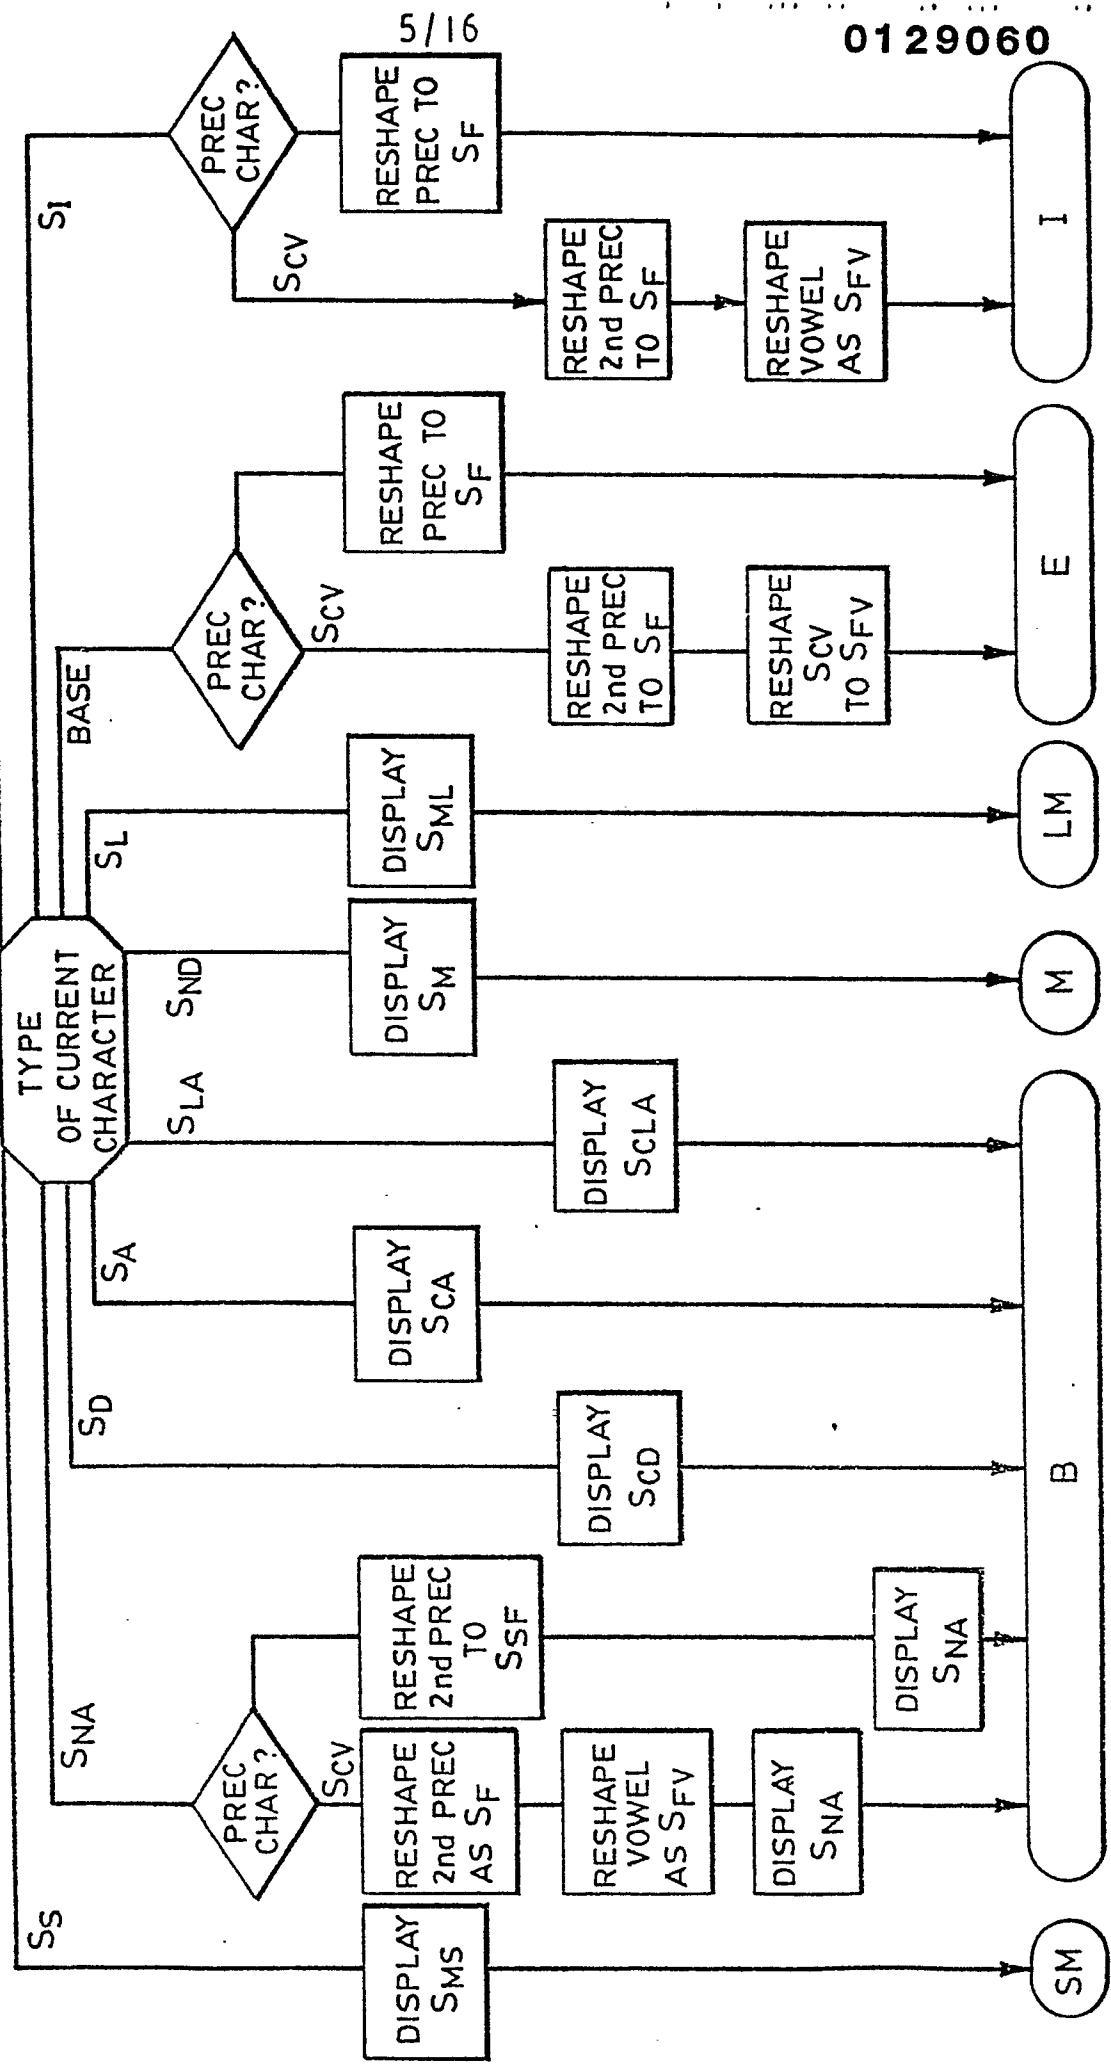 5/16
0129060
TYPE
OF CURRENT
CHARACTER
SS
SNA
SD
SA
SLA
SND
SL
BASE
SI
DISPLAY
SMS
SM
PREC
CHAR?
SCV
RESHAPE
2nd PREC
AS SF
RESHAPE
VOWEL
AS SFV
DISPLAY
SNA
RESHAPE
2nd PREC
TO
SSF
DISPLAY
SNA
DISPLAY
SCD
DISPLAY
SCA
DISPLAY
SCLA
B
DISPLAY
SM
M
DISPLAY
SML
LM
PREC
CHAR?
SCV
RESHAPE
2nd PREC
TO SF
RESHAPE
SCV
TO SFV
RESHAPE
PREC TO
SF
E
PREC
CHAR?
SCV
RESHAPE
2nd PREC
TO SF
RESHAPE
VOWEL
AS SFV
RESHAPE
PREC TO
SF
I